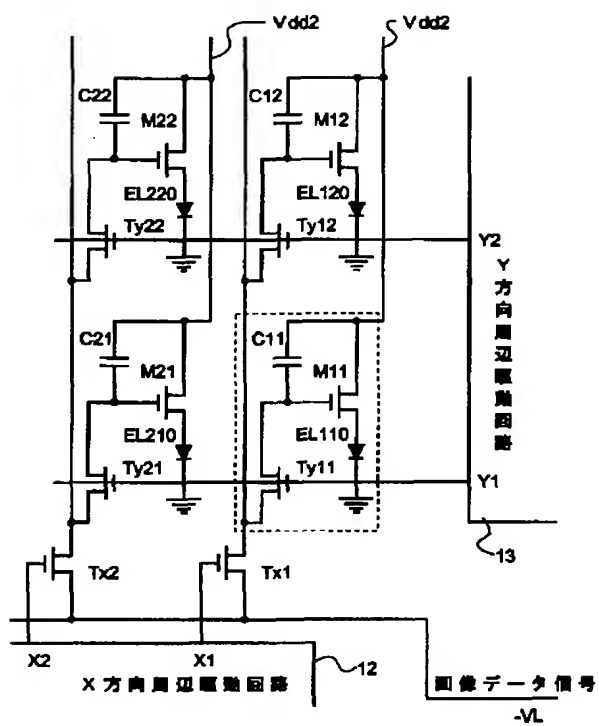 Vdd2
Vdd2
C22
M22
C12
M12
EL220
EL120
Ty22
Ty12
Y2
Y方向周辺駆動回路
C21
M21
C11
M11
EL210
EL110
Ty21
Ty11
Y1
13
Tx2
Tx1
X2
X1
12
X方向周辺駆動回路
画像データ信号
-VL